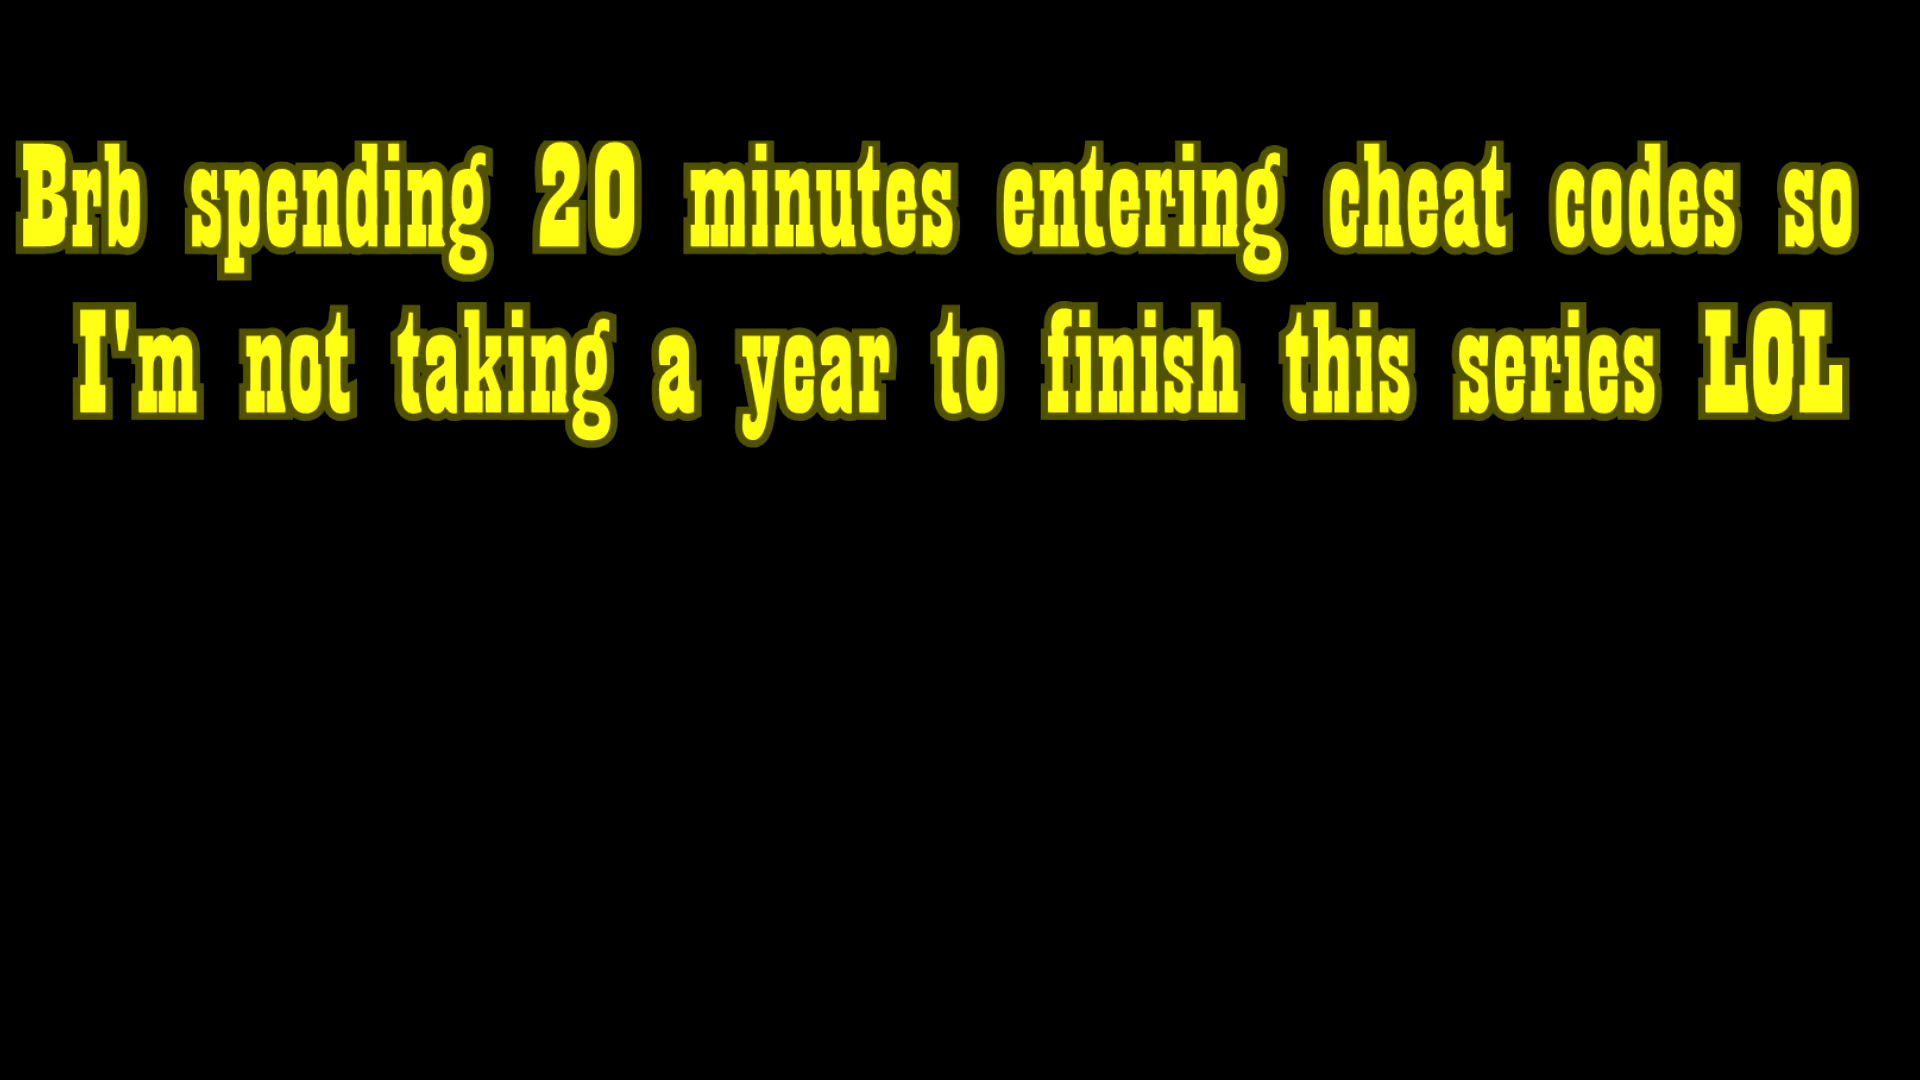 Brb spending 20 minutes entering cheat codes so
I'm not taking a year to finish this series LOL